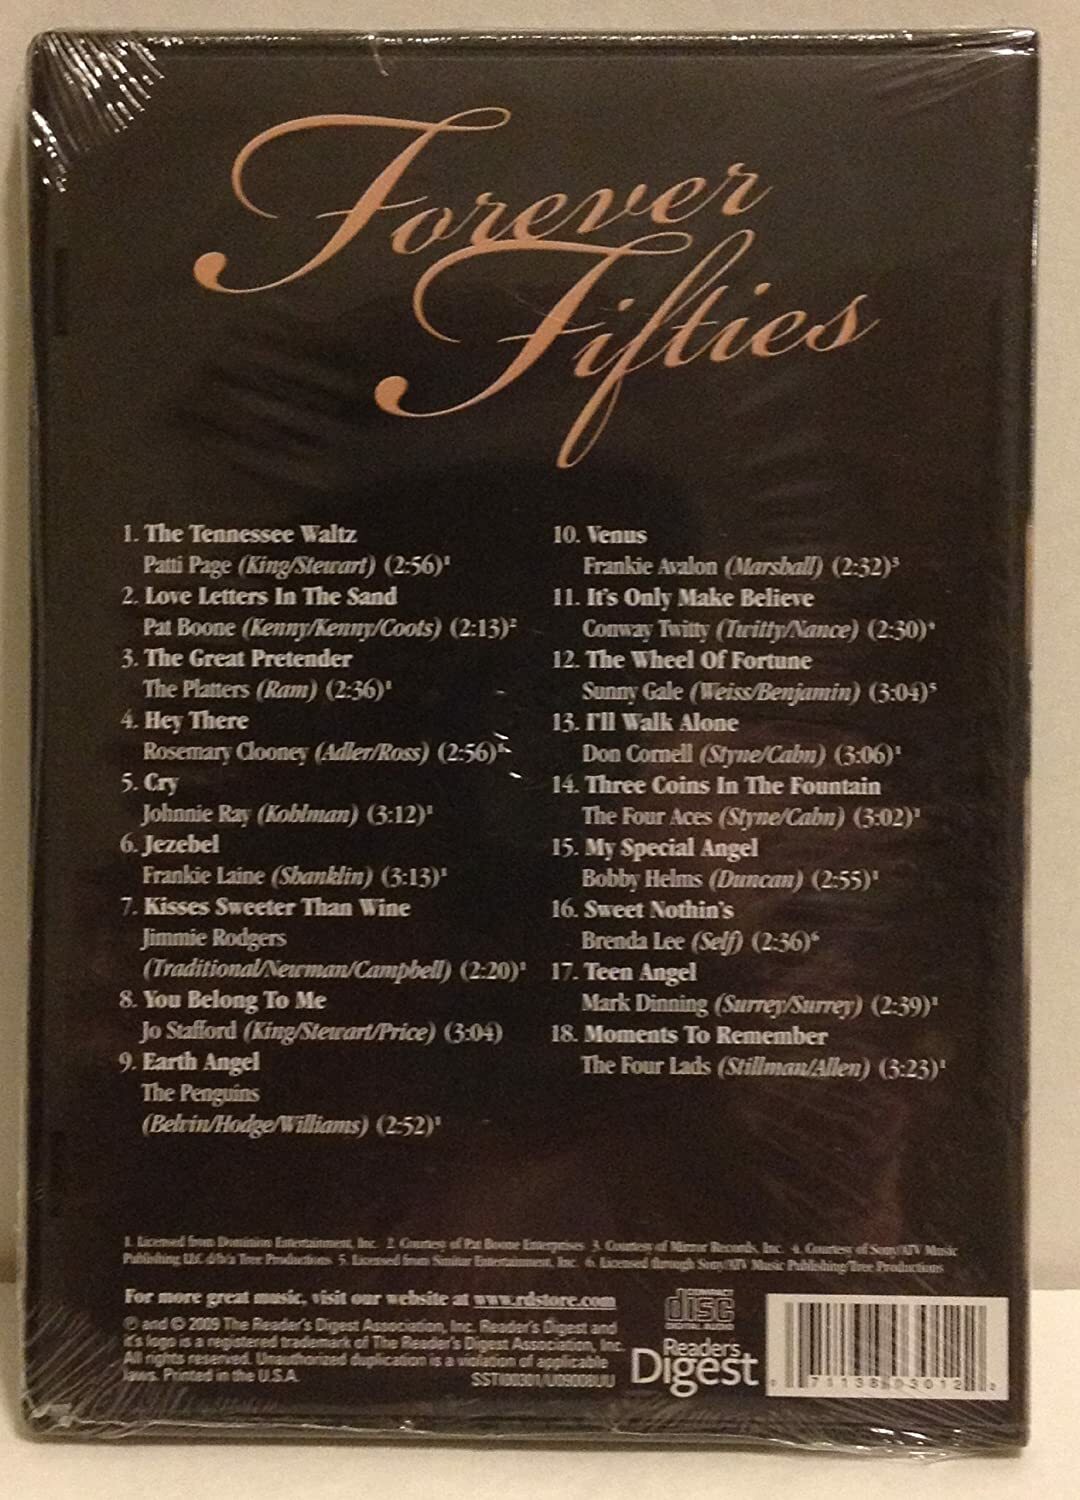 Forever
Fifties
1. The Tennessee Waltz
Patti Page (King/Stewart) (2:56)¹
2. Love Letters In The Sand
Pat Boone (Kenny/Kenny/Coots) (2:13)²
3. The Great Pretender
The Platters (Ram) (2:36)¹
4. Hey There
Rosemary Clooney (Adler/Ross) (2:56)¹
5. Cry
Johnnie Ray (Kohlman) (3:12)¹
6. Jezebel
Frankie Laine (Shanklin) (3:13)¹
7. Kisses Sweeter Than Wine
Jimmie Rodgers
(Traditional/Newman/Campbell) (2:20)¹
8. You Belong To Me
Jo Stafford (King/Stewart/Price) (3:04)
9. Earth Angel
The Penguins
(Belvin/Hodge/Williams) (2:52)¹
10. Venus
Frankie Avalon (Marshall) (2:32)³
11. It's Only Make Believe
Conway Twitty (Twitty/Nance) (2:30)⁴
12. The Wheel Of Fortune
Sunny Gale (Weiss/Benjamin) (3:04)⁵
13. I'll Walk Alone
Don Cornell (Styne/Cahn) (3:06)¹
14. Three Coins In The Fountain
The Four Aces (Styne/Cahn) (3:02)¹
15. My Special Angel
Bobby Helms (Duncan) (2:55)¹
16. Sweet Nothin's
Brenda Lee (Self) (2:36)⁶
17. Teen Angel
Mark Dinning (Surrey/Surrey) (2:39)¹
18. Moments To Remember
The Four Lads (Stillman/Allen) (3:23)¹
1. Licensed from Dominion Entertainment, Inc. 2. Courtesy of Pat Boone Enterprises 3. Courtesy of Mirror Records, Inc. 4. Courtesy of Sony/ATV Music
Publishing LLC d/b/a Tree Productions 5. Licensed from Simitar Entertainment, Inc. 6. Licensed through Sony/ATV Music Publishing/Tree Productions
For more great music, visit our website at www.rdstore.com
℗ and © 2009 The Reader's Digest Association, Inc. Reader's Digest and
it's logo is a registered trademark of The Reader's Digest Association, Inc.
All rights reserved. Unauthorized duplication is a violation of applicable
laws. Printed in the U.S.A. SSTI00301/U09008UU
COMPACT
disc
DIGITAL AUDIO
Reader's
Digest
71138 03012